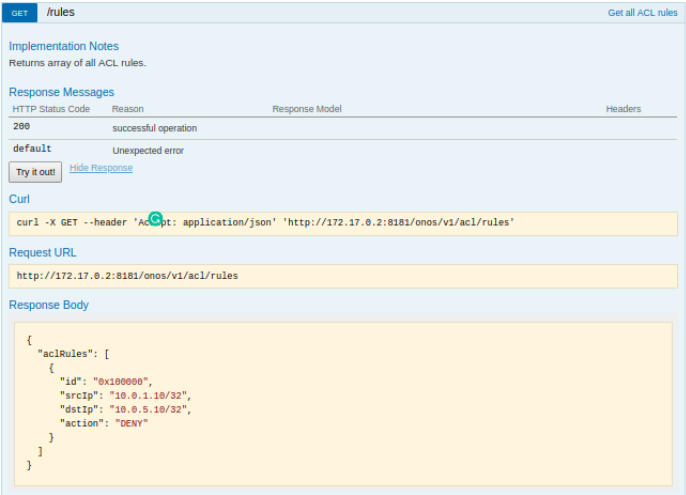 GET /rules Get all ACL rules
Implementation Notes
Returns array of all ACL rules.
Response Messages
HTTP Status Code Reason Response Model Headers
200 successful operation
default Unexpected error
Try it out! Hide Response
Curl
curl -X GET --header 'Ac pt: application/json' 'http://172.17.0.2:8181/onos/v1/acl/rules'
Request URL
http://172.17.0.2:8181/onos/v1/acl/rules
Response Body
{
"aclRules": [
{
"id": "0x100000",
"srcIp": "10.0.1.10/32",
"dstIp": "10.0.5.10/32",
"action": "DENY"
}
]
}